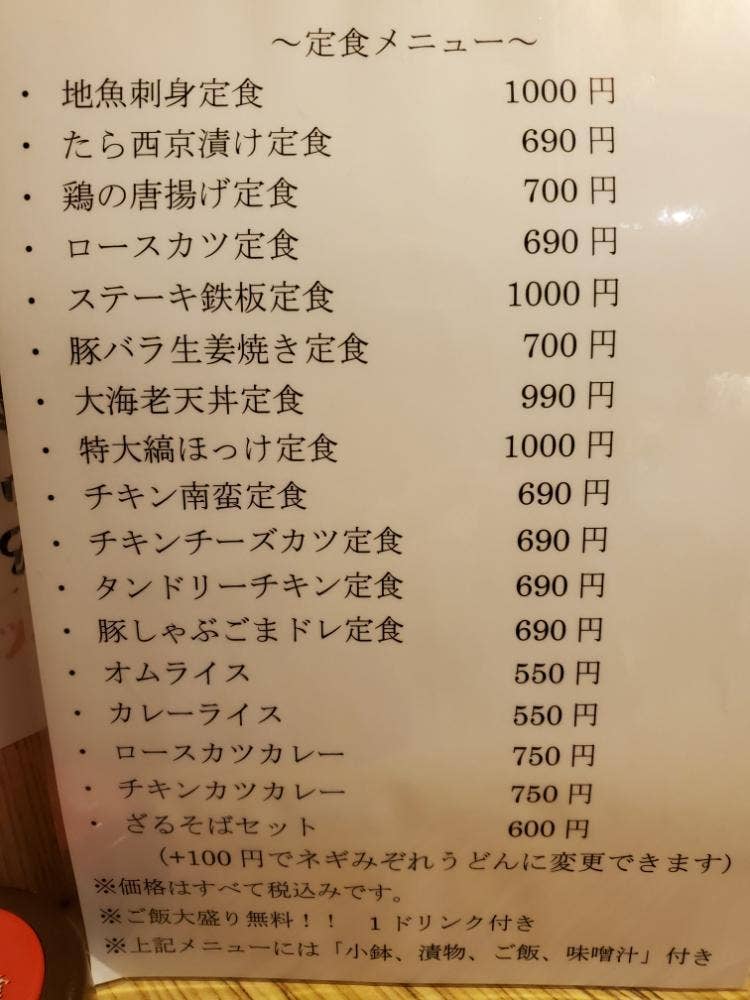 ～定食メニュー～
・地魚刺身定食 1000円
・たら西京漬け定食 690円
・鶏の唐揚げ定食 700円
・ロースカツ定食 690円
・ステーキ鉄板定食 1000円
・豚バラ生姜焼き定食 700円
・大海老天丼定食 990円
・特大縞ほっけ定食 1000円
・チキン南蛮定食 690円
・チキンチーズカツ定食 690円
・タンドリーチキン定食 690円
・豚しゃぶごまドレ定食 690円
・オムライス 550円
・カレーライス 550円
・ロースカツカレー 750円
・チキンカツカレー 750円
・ざるそばセット 600円
（+100円でネギみぞれうどんに変更できます）
※価格はすべて税込みです。
※ご飯大盛り無料！！ 1ドリンク付き
※上記メニューには「小鉢、漬物、ご飯、味噌汁」付き